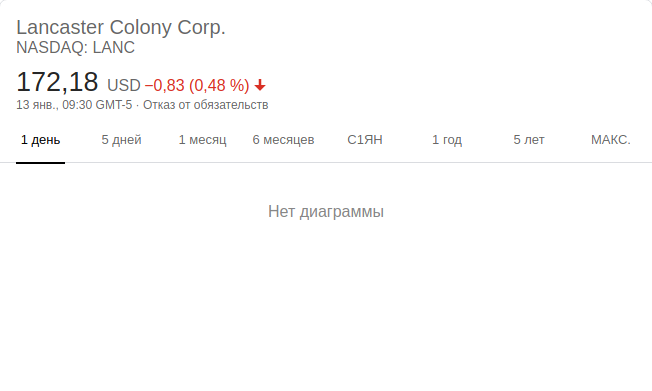 Lancaster Colony Corp.
NASDAQ: LANC
172,18 USD −0,83 (0,48 %)
13 янв., 09:30 GMT-5 · Отказ от обязательств
1 день 5 дней 1 месяц 6 месяцев С1ЯН 1 год 5 лет МАКС.
Нет диаграммы